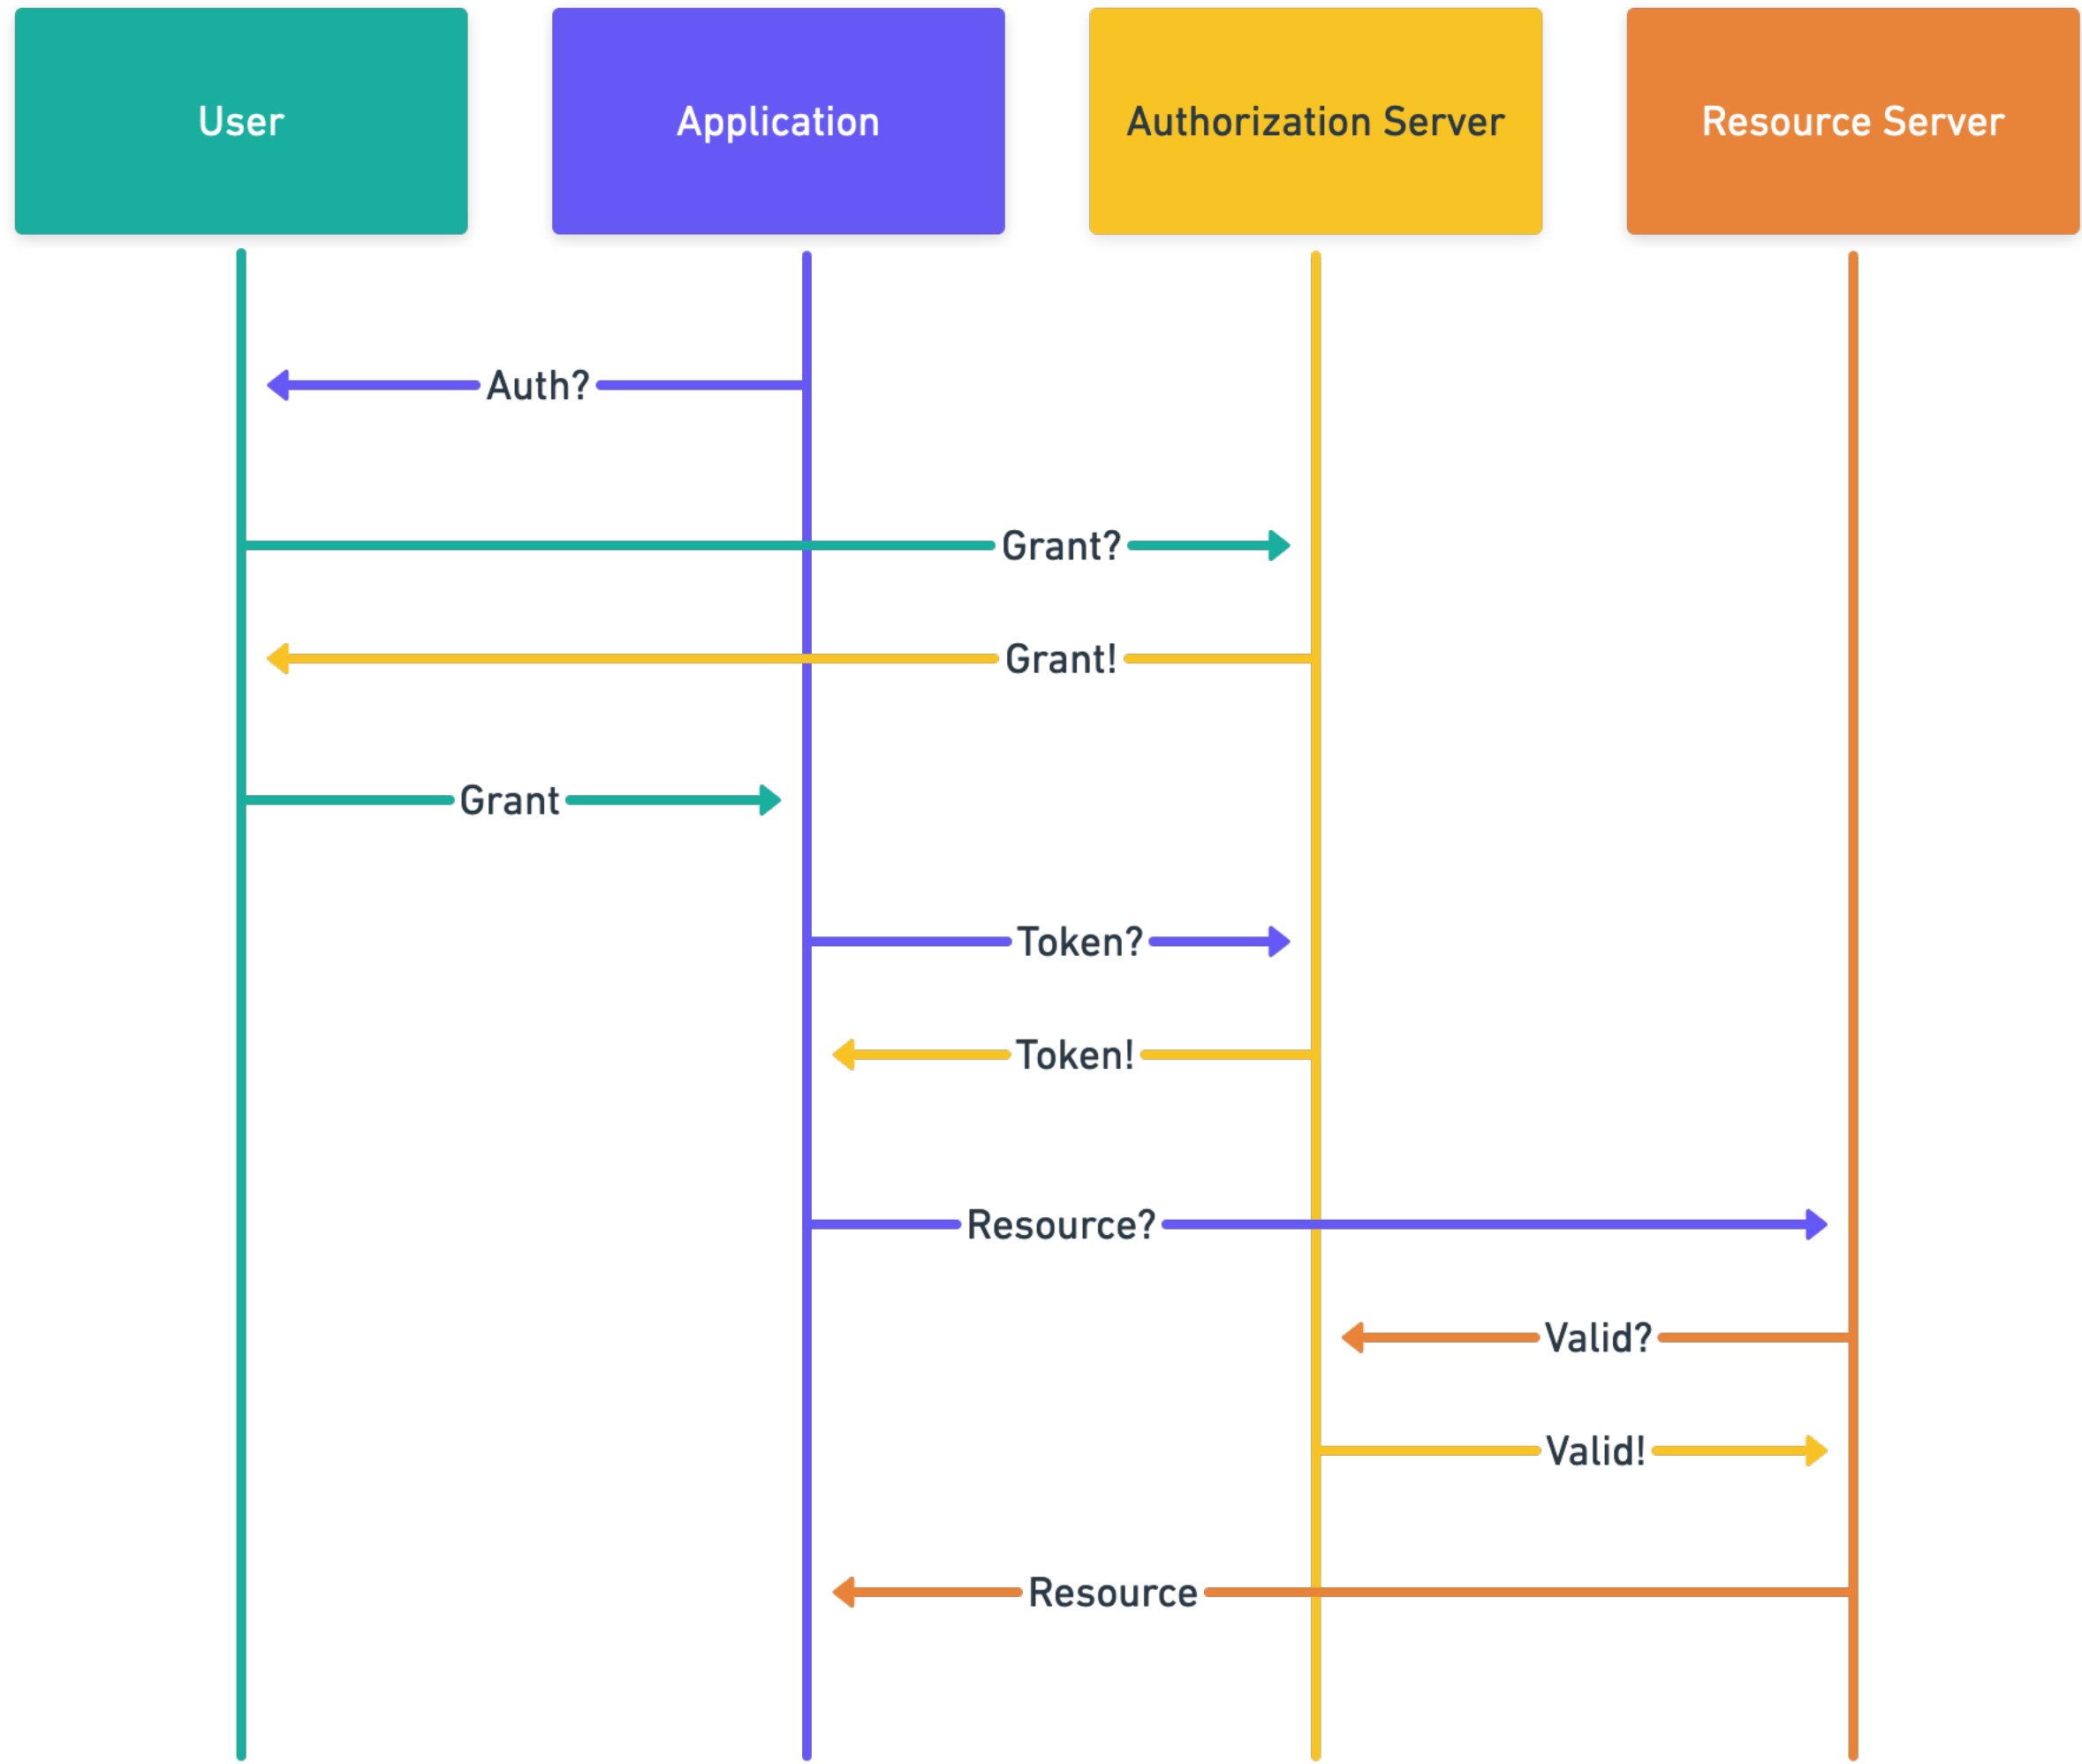 User
Application
Authorization Server
Resource Server
Auth?
Grant?
Grant!
Grant
Token?
Token!
Resource?
Valid?
Valid!
Resource